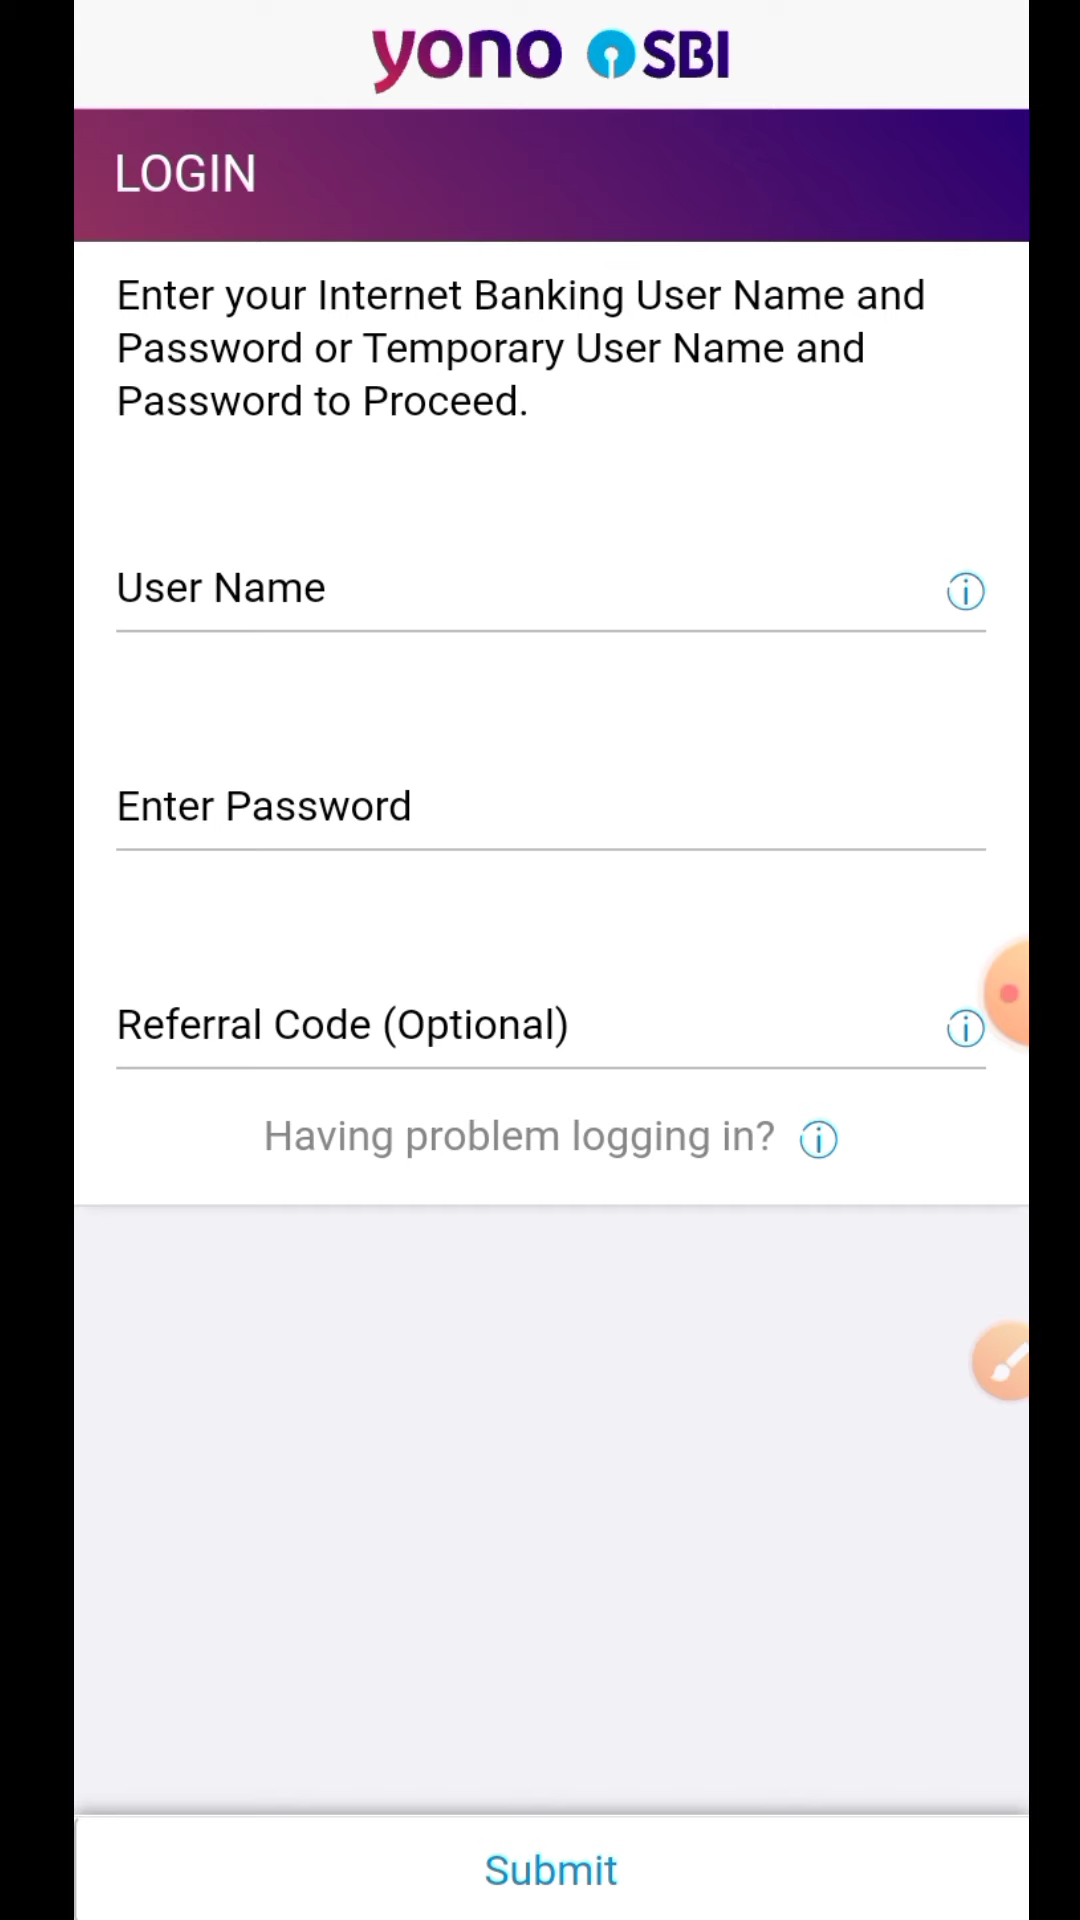 yono SBI
LOGIN
Enter your Internet Banking User Name and
Password or Temporary User Name and
Password to Proceed.
User Name
Enter Password
Referral Code (Optional)
Having problem logging in?
Submit